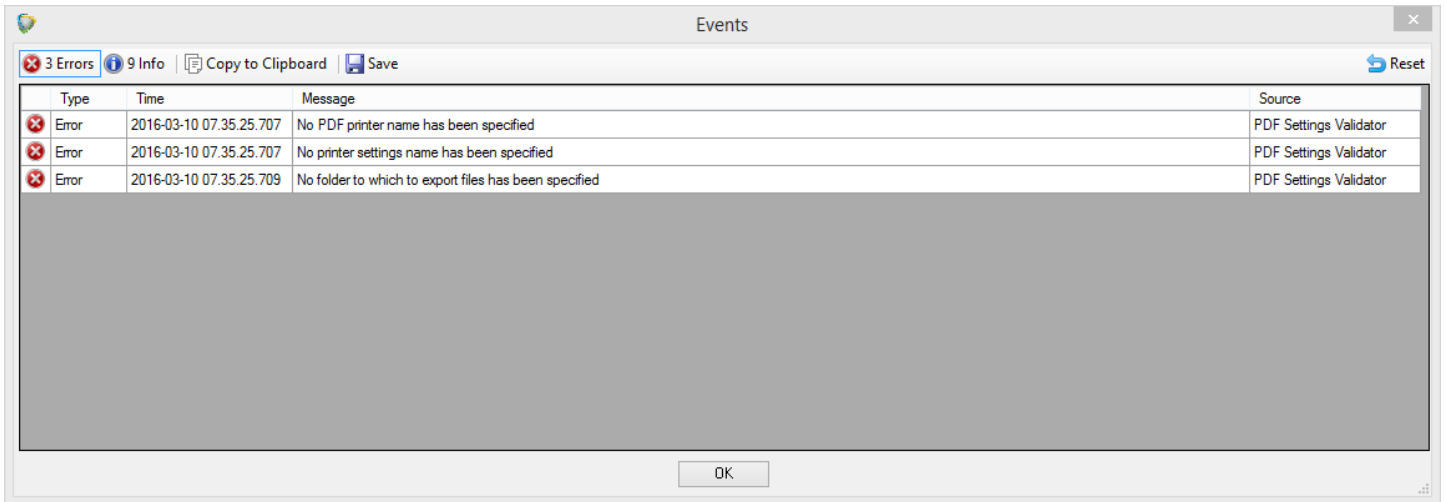 Events
3 Errors 9 Info Copy to Clipboard Save Reset
Type Time Message Source
Error 2016-03-10 07.35.25.707 No PDF printer name has been specified PDF Settings Validator
Error 2016-03-10 07.35.25.707 No printer settings name has been specified PDF Settings Validator
Error 2016-03-10 07.35.25.709 No folder to which to export files has been specified PDF Settings Validator
OK